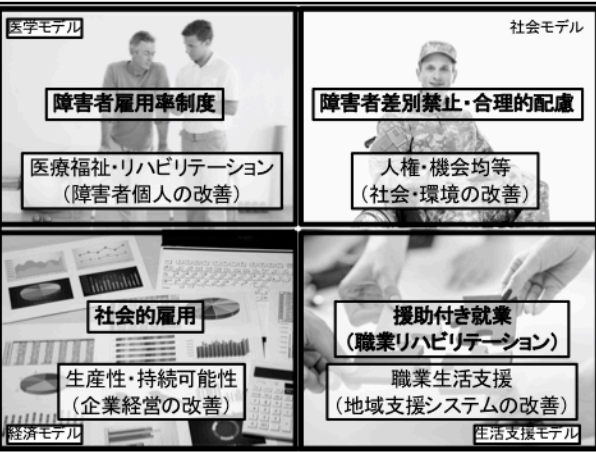 医学モデル
障害者雇用率制度
医療福祉・リハビリテーション
（障害者個人の改善）
社会モデル
障害者差別禁止・合理的配慮
人権・機会均等
（社会・環境の改善）
社会的雇用
生産性・持続可能性
（企業経営の改善）
経済モデル
援助付き就業
（職業リハビリテーション）
職業生活支援
（地域支援システムの改善）
生活支援モデル